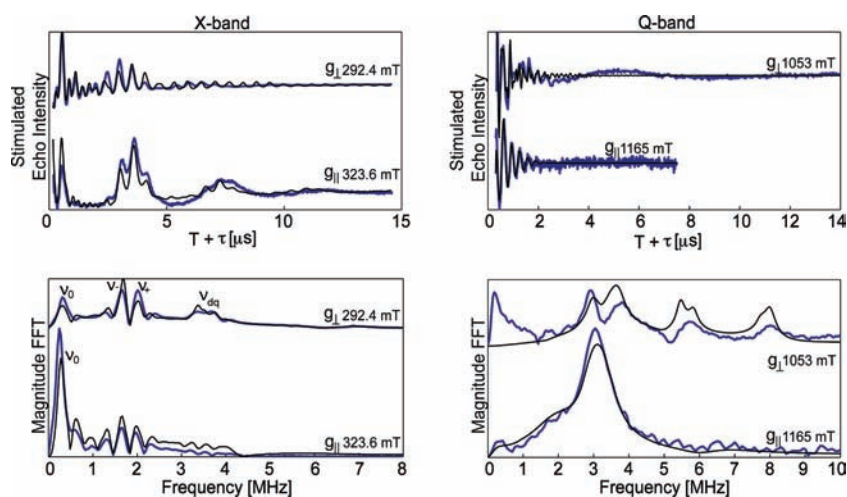 X-band
Stimulated
Echo Intensity
g⊥ 292.4 mT
g|| 323.6 mT
0 5 10 15
T + τ [μs]
Q-band
Stimulated
Echo Intensity
g⊥ 1053 mT
g|| 1165 mT
0 2 4 6 8 10 12 14
T + τ [μs]
Magnitude FFT
ν0 ν- ν+ νdq
g⊥ 292.4 mT
ν0
g|| 323.6 mT
0 1 2 3 4 5 6 7 8
Frequency [MHz]
Magnitude FFT
g⊥ 1053 mT
g|| 1165 mT
0 1 2 3 4 5 6 7 8 9 10
Frequency [MHz]